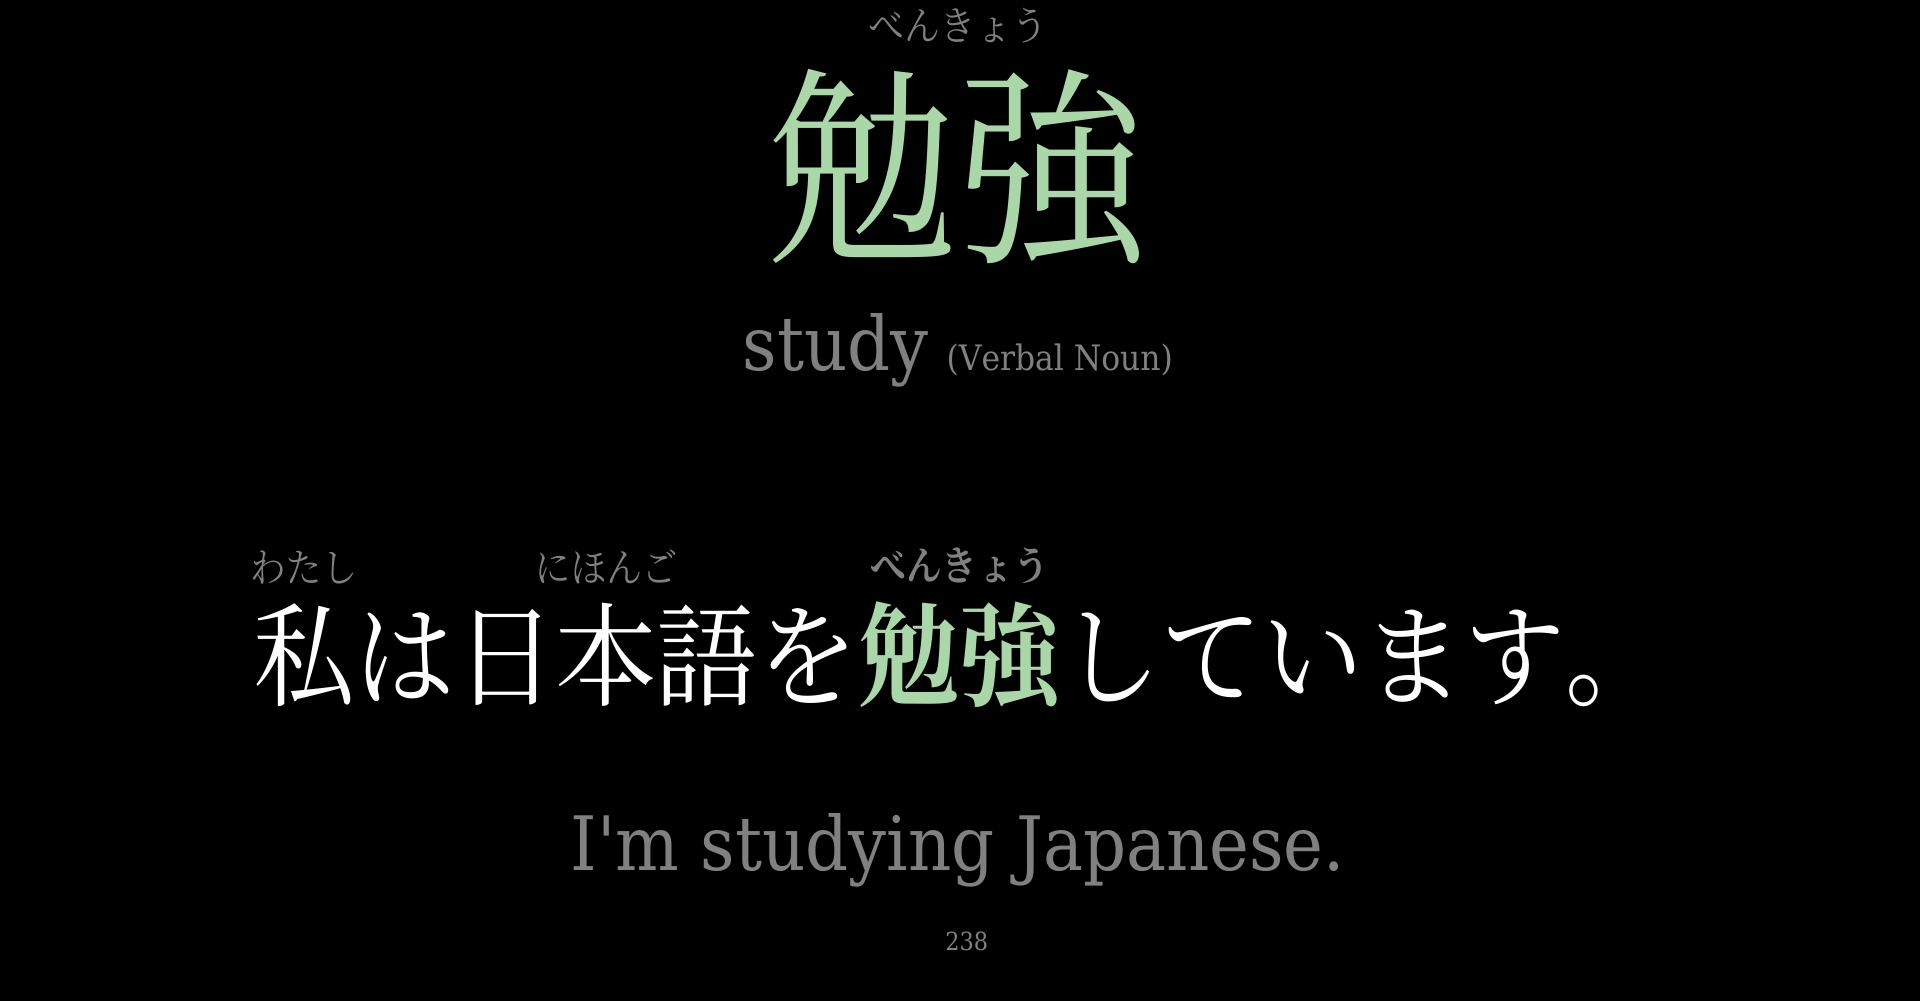 べんきょう
勉強
study (Verbal Noun)
わたし にほんご べんきょう
私は日本語を勉強しています。
I'm studying Japanese.
238